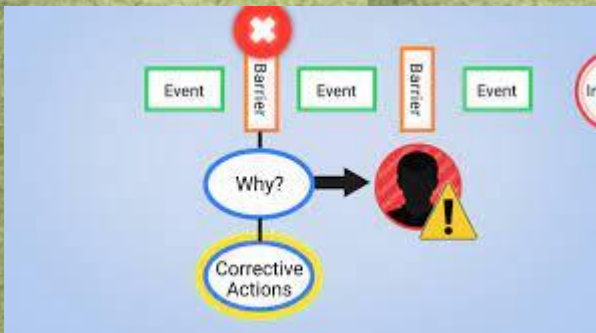 Event
Barrier
Event
Barrier
Event
Why?
Corrective
Actions